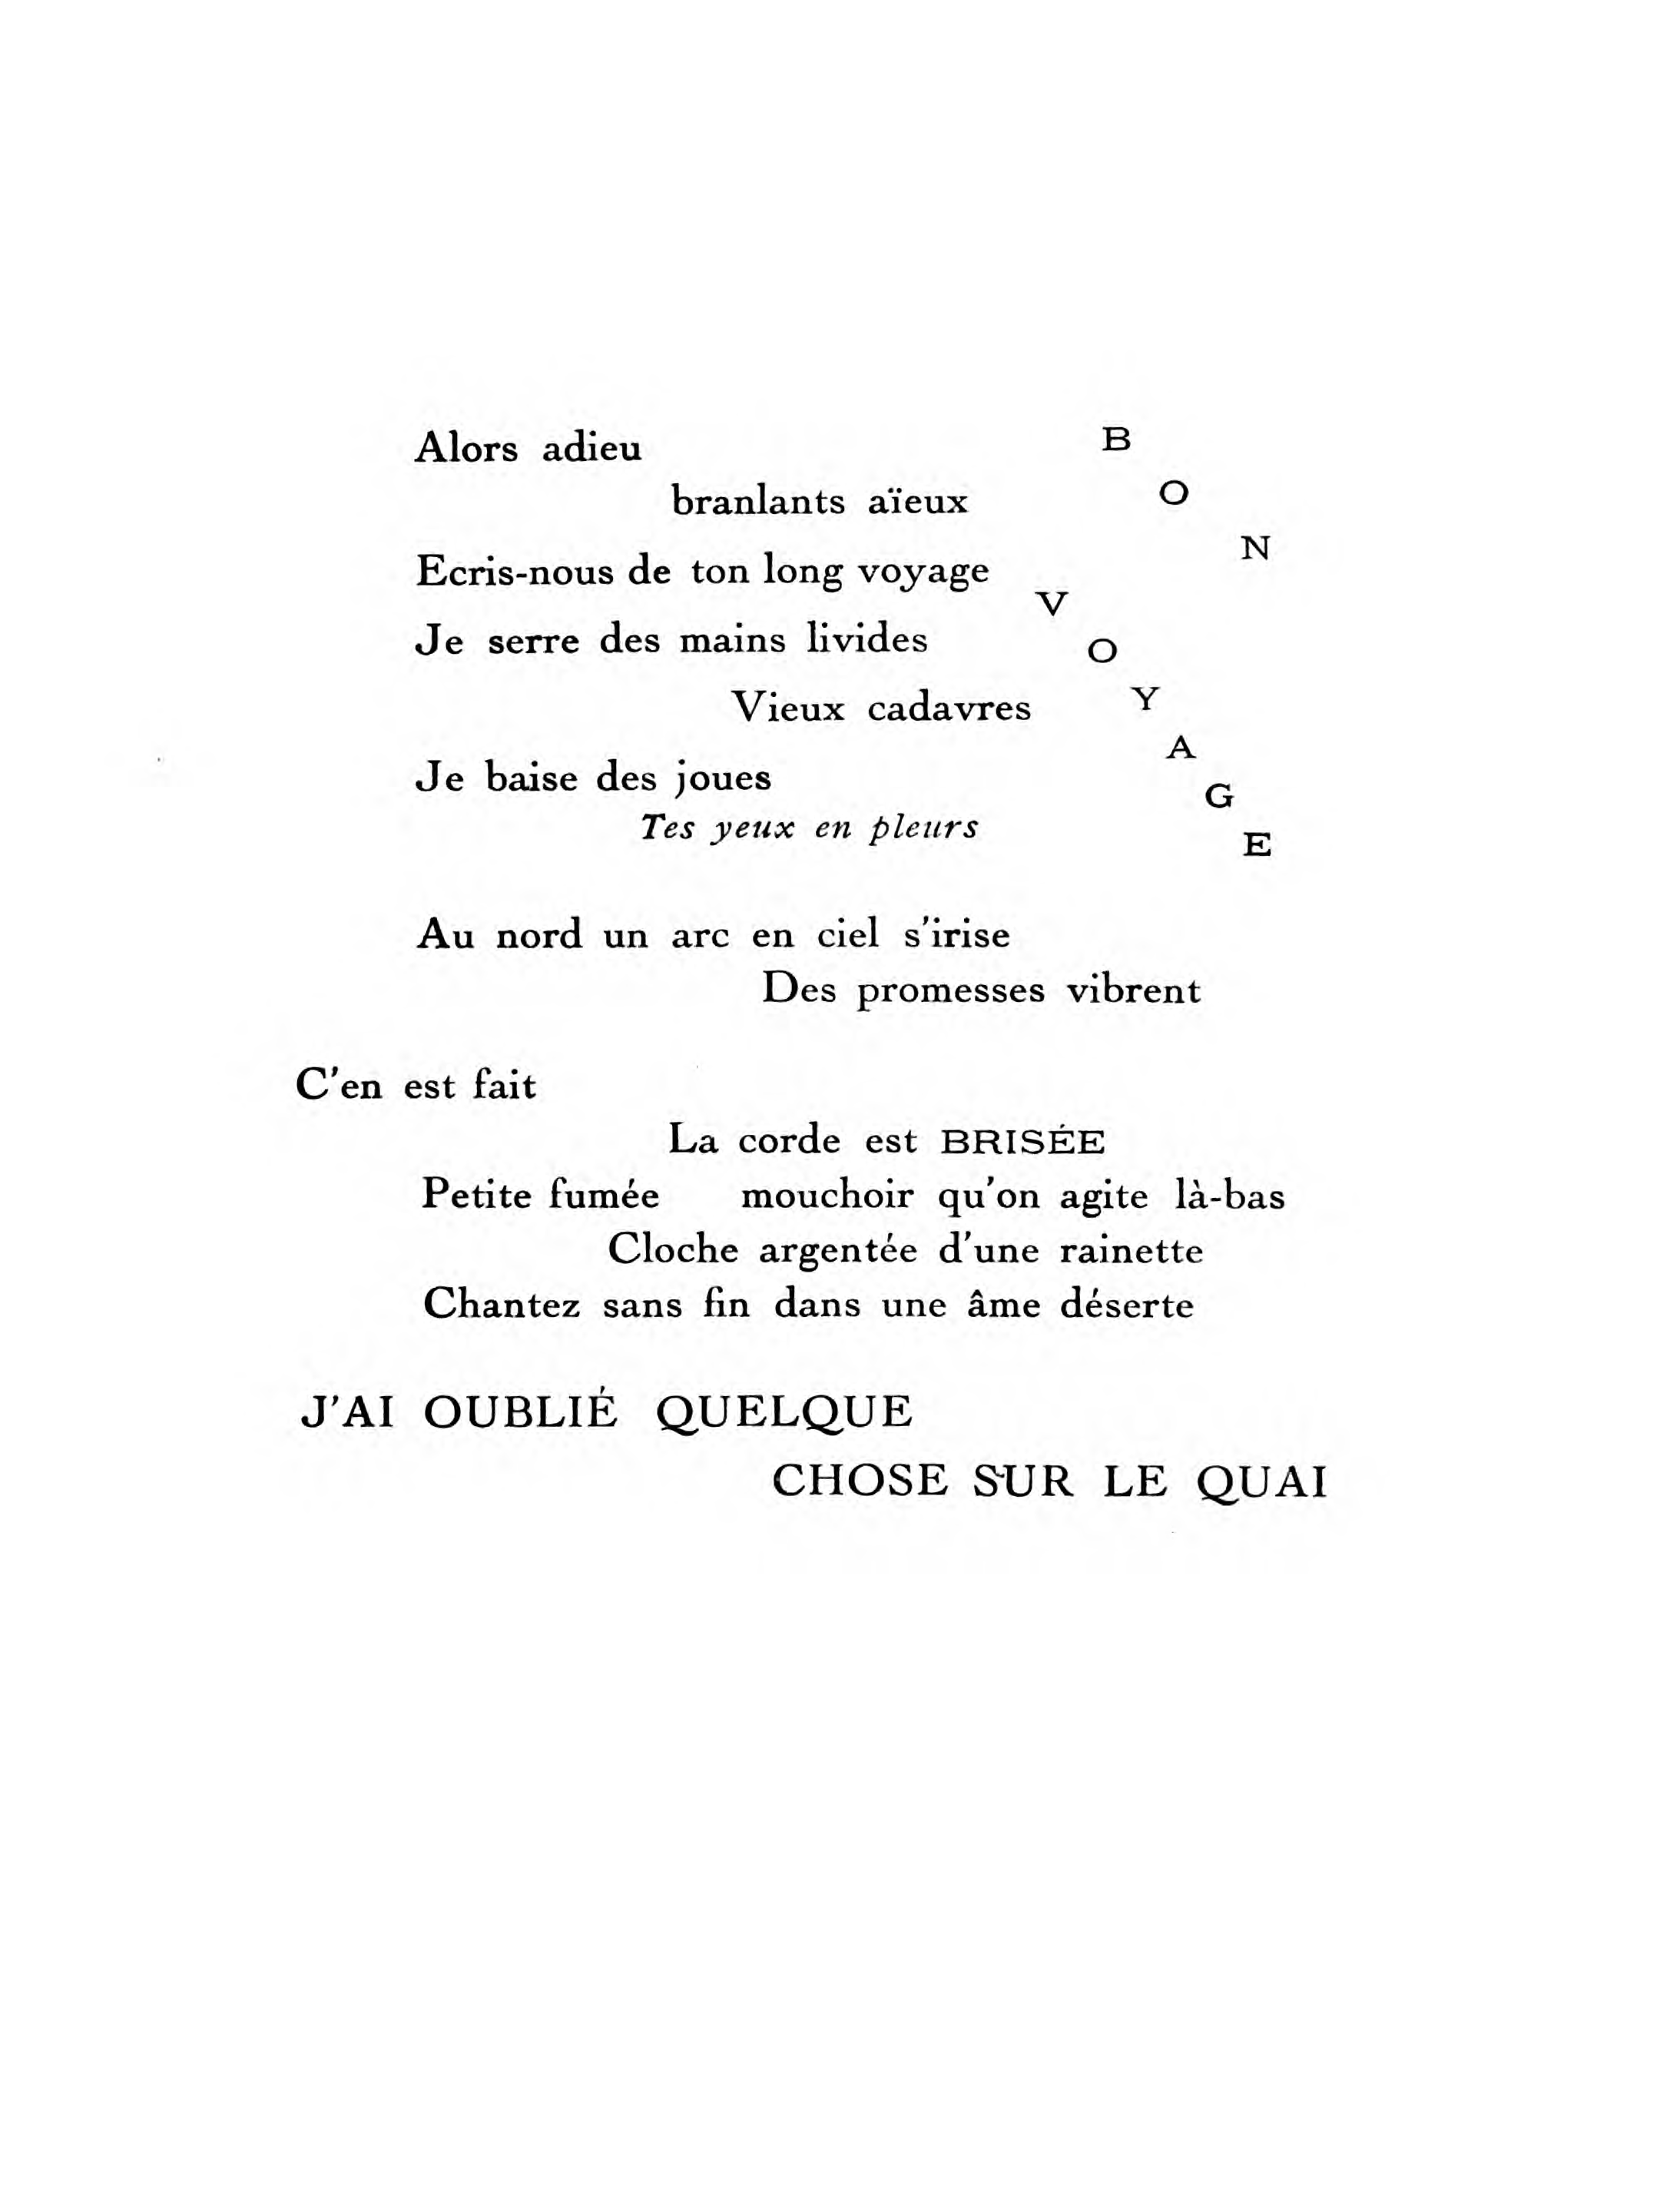 Alors adieu
branlants aïeux
Ecris-nous de ton long voyage
Je serre des mains livides
Vieux cadavres
Je baise des joues
Tes yeux en pleurs
BON
VOYAGE
Au nord un arc en ciel s'irise
Des promesses vibrent
C'en est fait
La corde est BRISÉE
Petite fumée mouchoir qu'on agite là-bas
Cloche argentée d'une rainette
Chantez sans fin dans une âme déserte
J'AI OUBLIÉ QUELQUE
CHOSE SUR LE QUAI